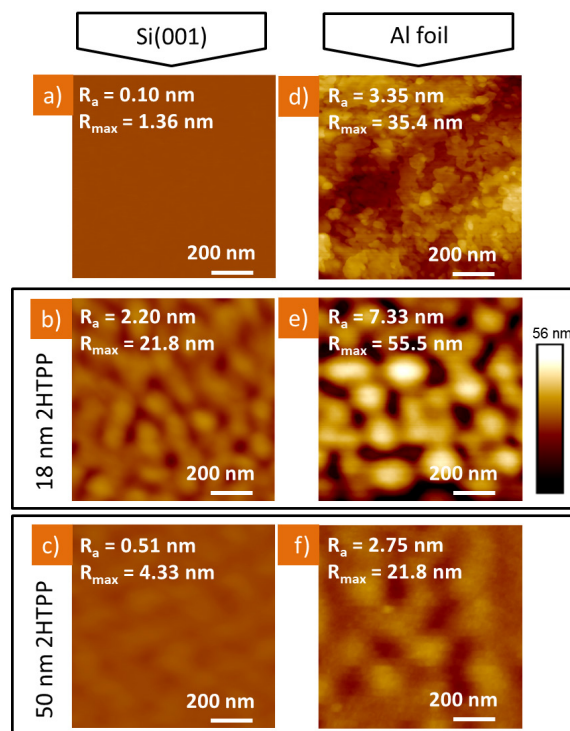 Si(001)
Al foil
a)
Rₐ = 0.10 nm
Rₘₐₓ = 1.36 nm
200 nm
d)
Rₐ = 3.35 nm
Rₘₐₓ = 35.4 nm
200 nm
18 nm 2HTPP
b)
Rₐ = 2.20 nm
Rₘₐₓ = 21.8 nm
200 nm
e)
Rₐ = 7.33 nm
Rₘₐₓ = 55.5 nm
200 nm
56 nm
50 nm 2HTPP
c)
Rₐ = 0.51 nm
Rₘₐₓ = 4.33 nm
200 nm
f)
Rₐ = 2.75 nm
Rₘₐₓ = 21.8 nm
200 nm